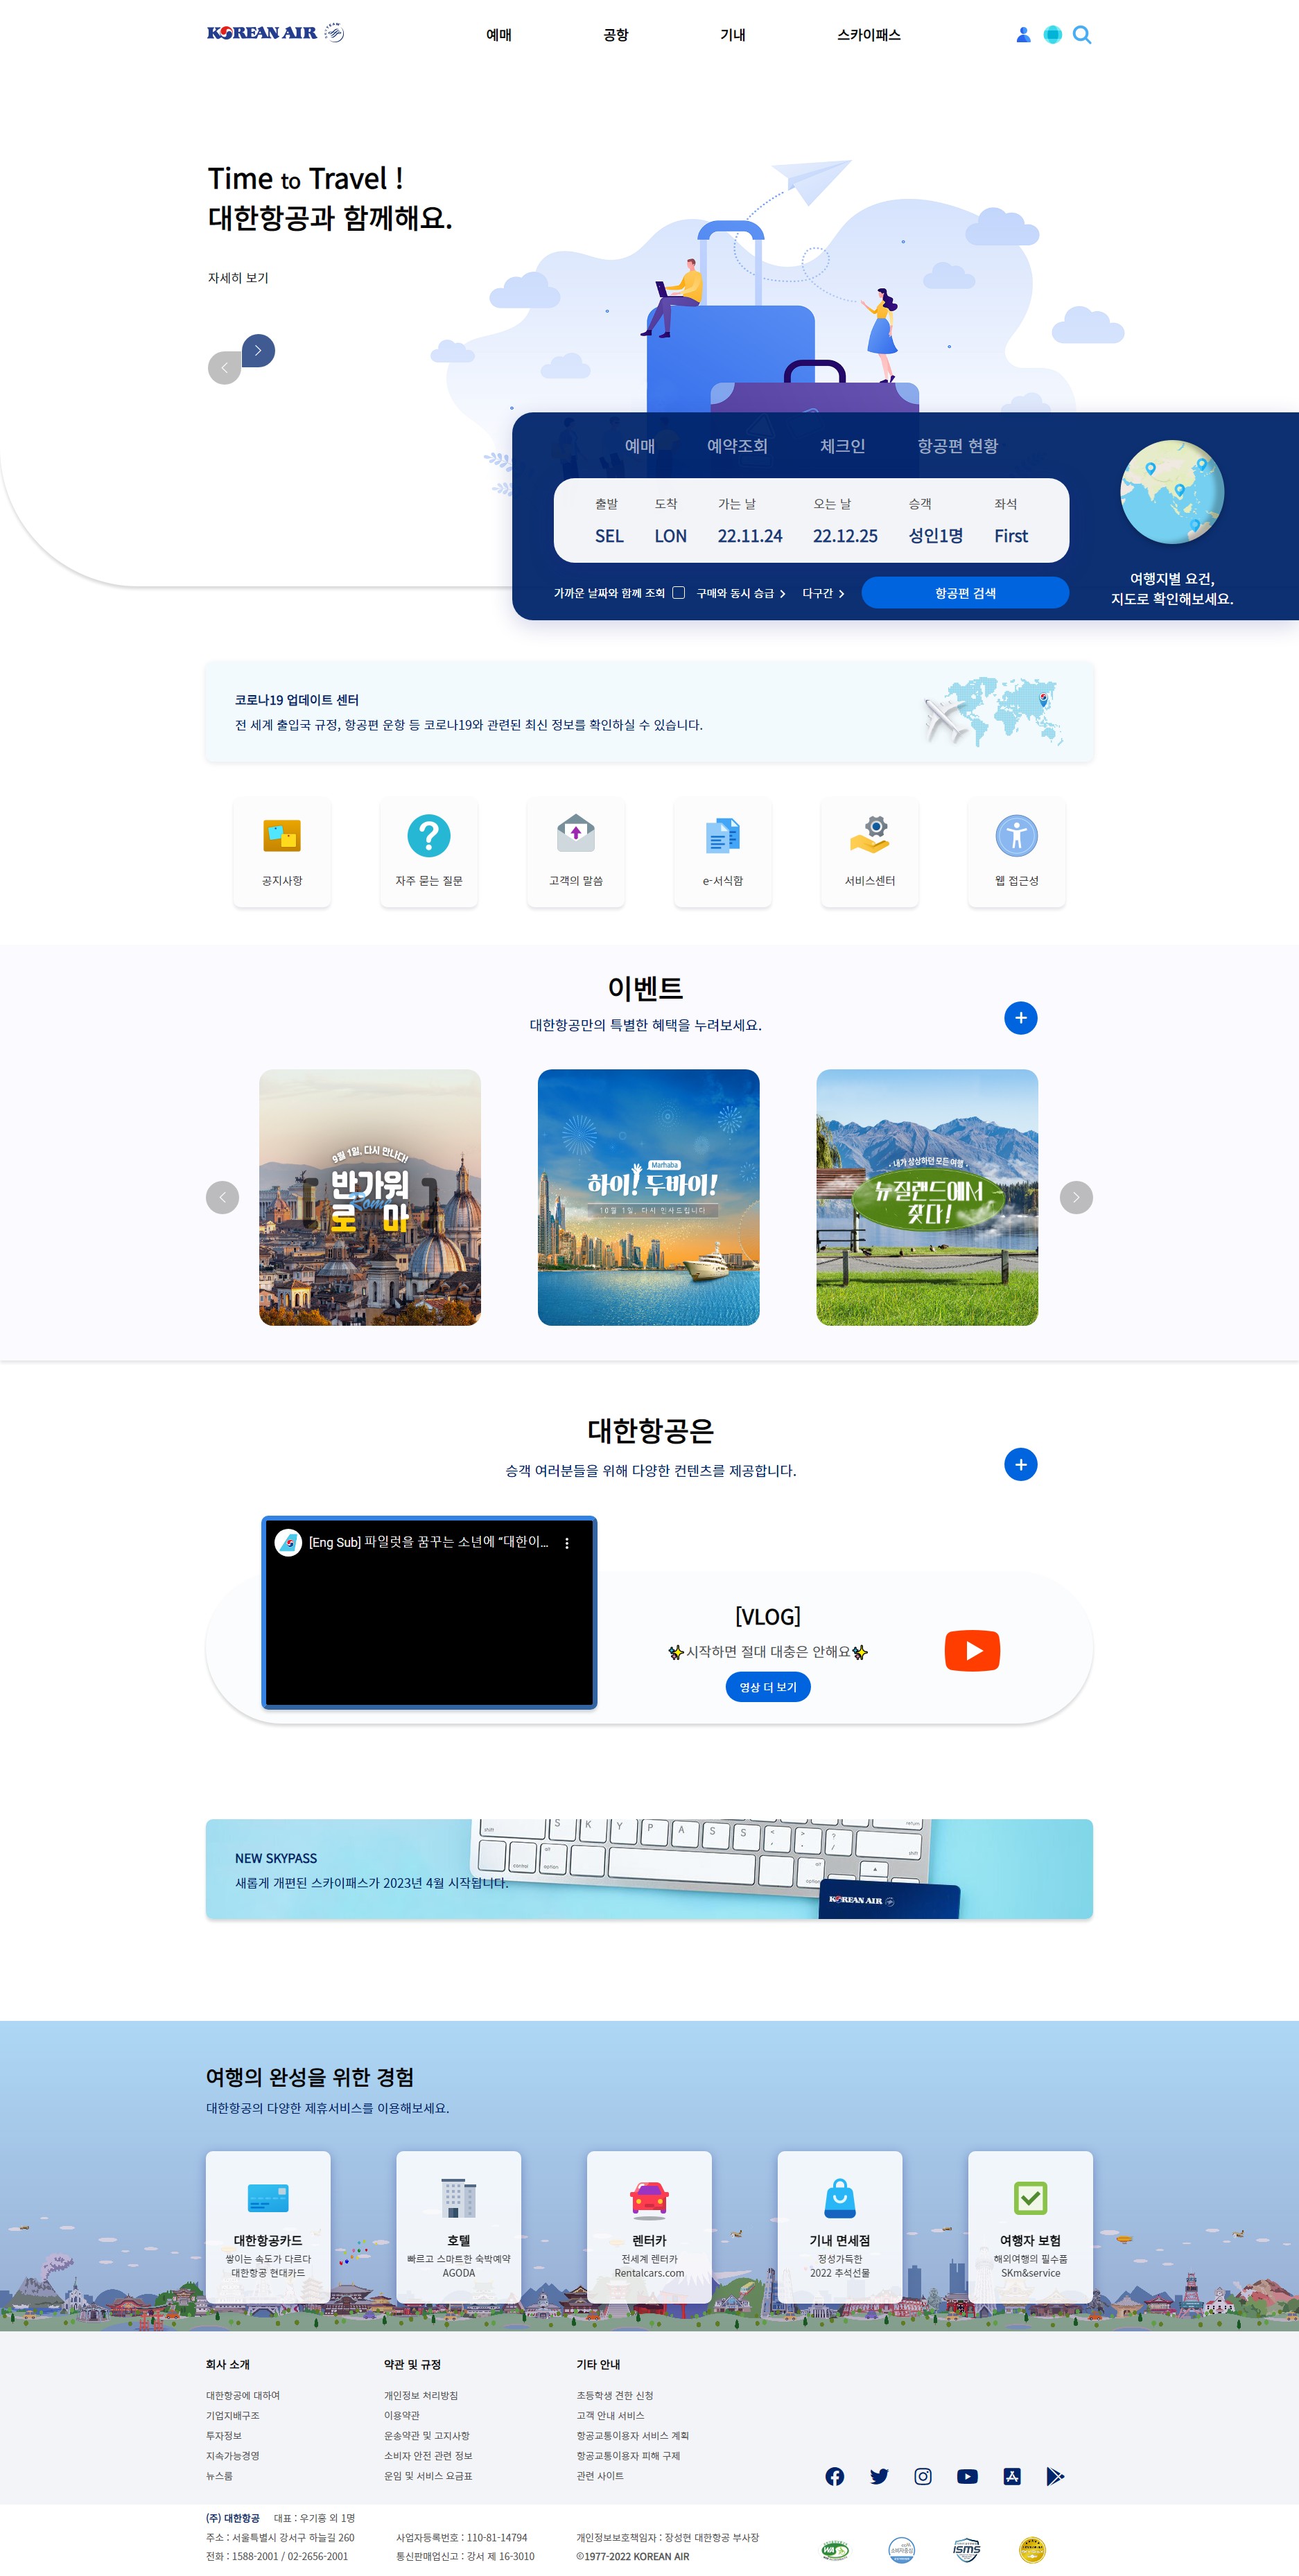 KOREAN AIR
예매
공항
기내
스카이패스
Time to Travel !
대한항공과 함께해요.
자세히 보기
예매
예약조회
체크인
항공편 현황
출발
도착
가는 날
오는 날
승객
좌석
SEL
LON
22.11.24
22.12.25
성인1명
First
가까운 날짜와 함께 조회
구매와 동시 승급
다구간
항공편 검색
여행지별 요건,
지도로 확인해보세요.
코로나19 업데이트 센터
전 세계 출입국 규정, 항공편 운항 등 코로나19와 관련된 최신 정보를 확인하실 수 있습니다.
공지사항
자주 묻는 질문
고객의 말씀
e-서식함
서비스센터
웹 접근성
이벤트
대한항공만의 특별한 혜택을 누려보세요.
9월 1일, 다시 만나다!
반가워
Roma
로마
Marhaba
하이! 두바이!
10월 1일, 다시 인사드립니다
· 내가 상상하던 모든 여행 ·
뉴질랜드에서
찾다!
대한항공은
승객 여러분들을 위해 다양한 컨텐츠를 제공합니다.
[Eng Sub] 파일럿을 꿈꾸는 소년에 “대한이...
[VLOG]
✨시작하면 절대 대충은 안해요✨
영상 더 보기
NEW SKYPASS
새롭게 개편된 스카이패스가 2023년 4월 시작됩니다.
S K Y P A S S
KOREAN AIR
여행의 완성을 위한 경험
대한항공의 다양한 제휴서비스를 이용해보세요.
대한항공카드
쌓이는 속도가 다르다
대한항공 현대카드
호텔
빠르고 스마트한 숙박예약
AGODA
렌터카
전세계 렌터카
Rentalcars.com
기내 면세점
정성가득한
2022 추석선물
여행자 보험
해외여행의 필수품
SKm&service
회사 소개
대한항공에 대하여
기업지배구조
투자정보
지속가능경영
뉴스룸
약관 및 규정
개인정보 처리방침
이용약관
운송약관 및 고지사항
소비자 안전 관련 정보
운임 및 서비스 요금표
기타 안내
초등학생 견한 신청
고객 안내 서비스
항공교통이용자 서비스 계획
항공교통이용자 피해 구제
관련 사이트
(주) 대한항공 대표 : 우기홍 외 1명
주소 : 서울특별시 강서구 하늘길 260
사업자등록번호 : 110-81-14794
개인정보보호책임자 : 장성현 대한항공 부사장
전화 : 1588-2001 / 02-2656-2001
통신판매업신고 : 강서 제 16-3010
©1977-2022 KOREAN AIR
WA
소비자중심
ISMS